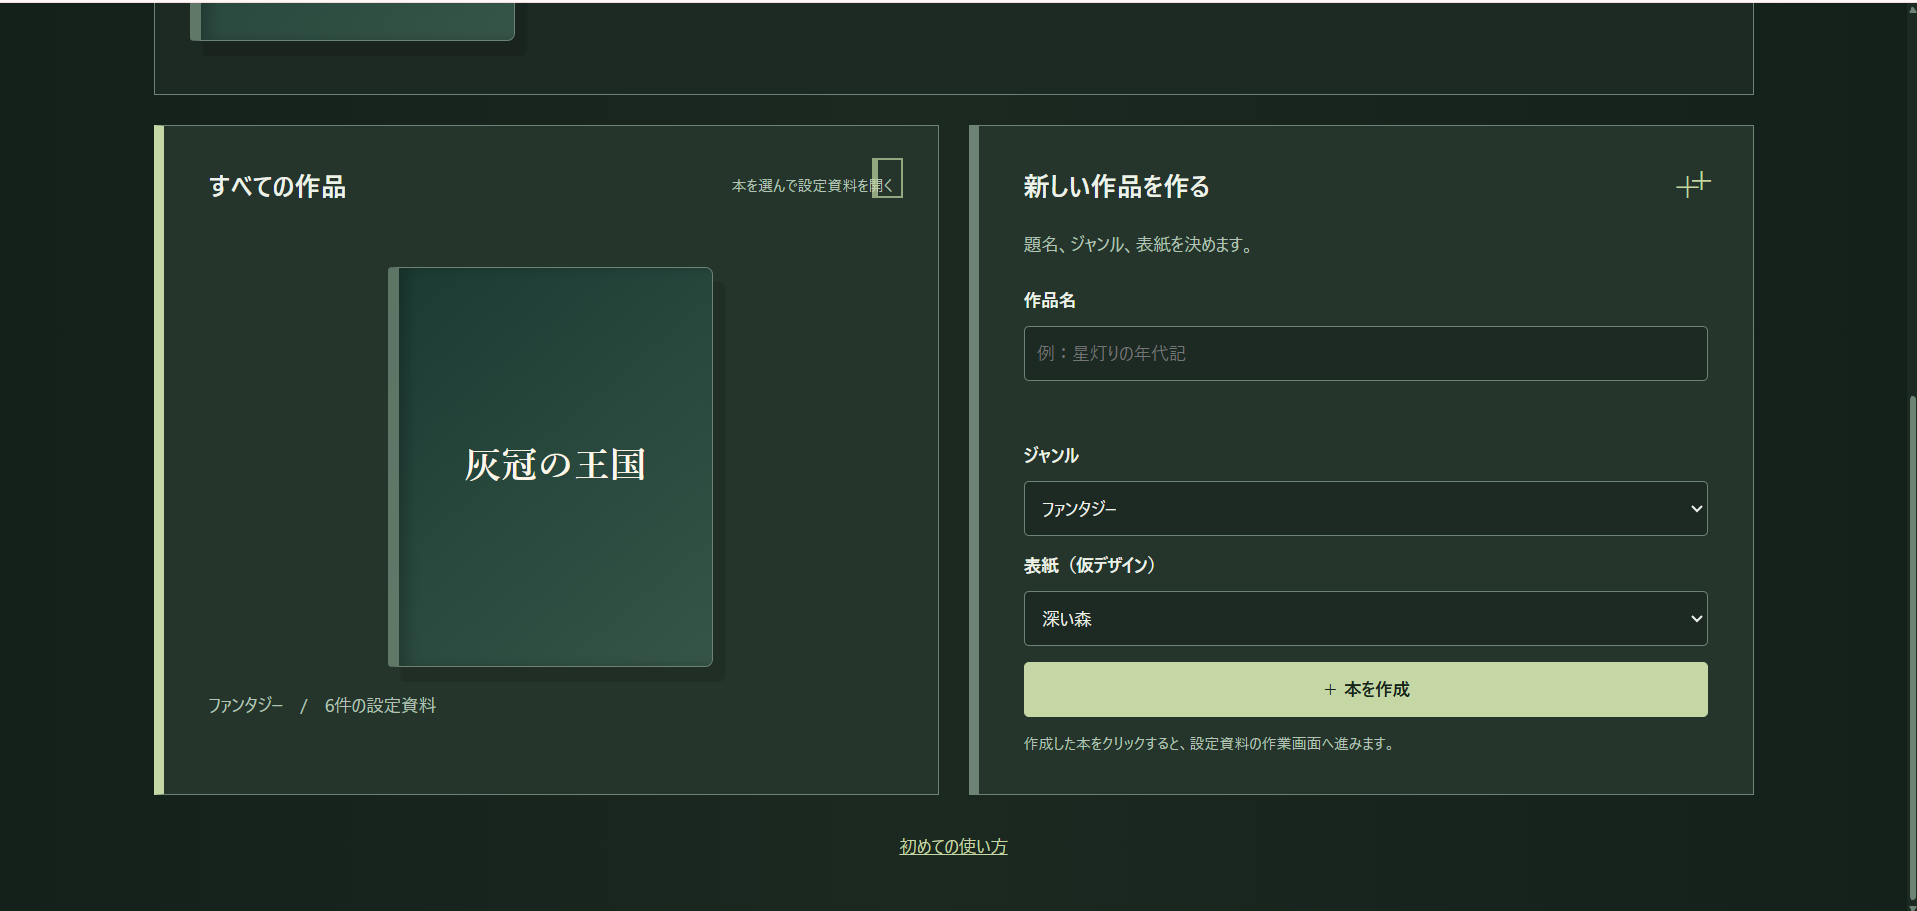 すべての作品
本を選んで設定資料を開く
灰冠の王国
ファンタジー / 6件の設定資料
新しい作品を作る
++
題名、ジャンル、表紙を決めます。
作品名
例：星灯りの年代記
ジャンル
ファンタジー
表紙（仮デザイン）
深い森
＋ 本を作成
作成した本をクリックすると、設定資料の作業画面へ進みます。
初めての使い方